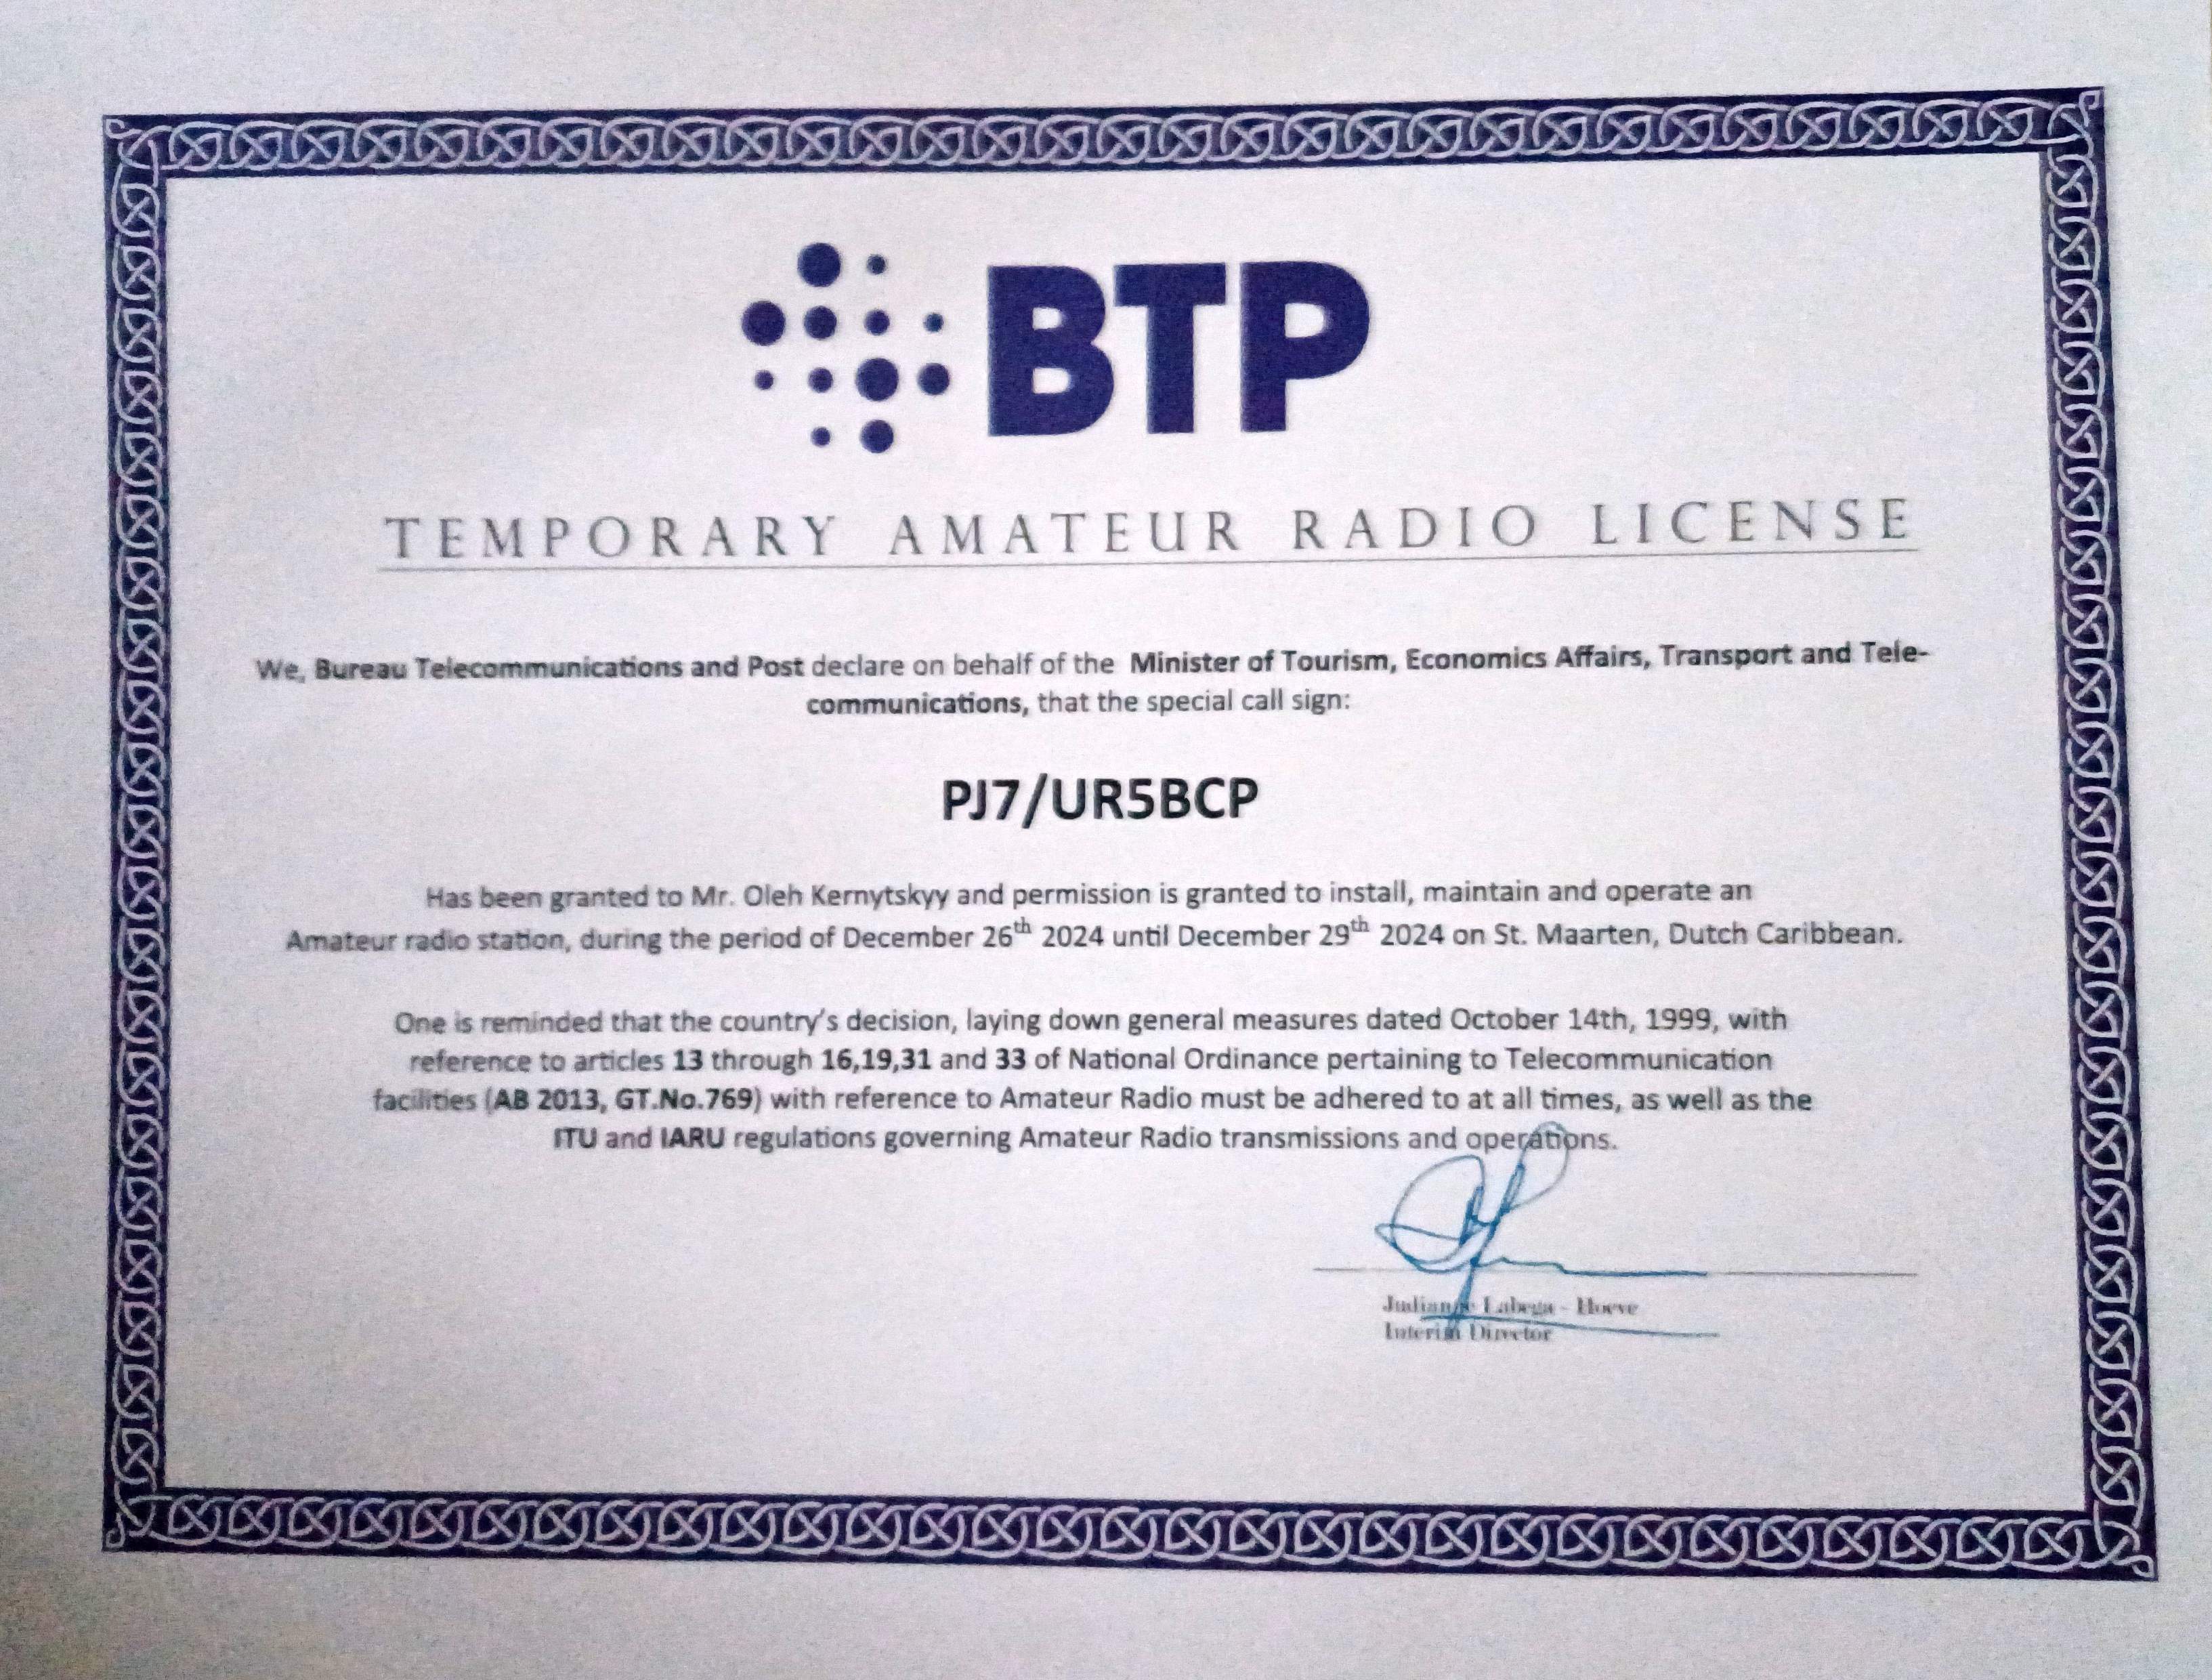 BTP
TEMPORARY AMATEUR RADIO LICENSE
We, Bureau Telecommunications and Post declare on behalf of the Minister of Tourism, Economics Affairs, Transport and Tele-
communications, that the special call sign:
PJ7/UR5BCP
Has been granted to Mr. Oleh Kernytskyy and permission is granted to install, maintain and operate an
Amateur radio station, during the period of December 26th 2024 until December 29th 2024 on St. Maarten, Dutch Caribbean.
One is reminded that the country's decision, laying down general measures dated October 14th, 1999, with
reference to articles 13 through 16,19,31 and 33 of National Ordinance pertaining to Telecommunication
facilities (AB 2013, GT.No.769) with reference to Amateur Radio must be adhered to at all times, as well as the
ITU and IARU regulations governing Amateur Radio transmissions and operations.
Labega - Hoeve
Interim Director